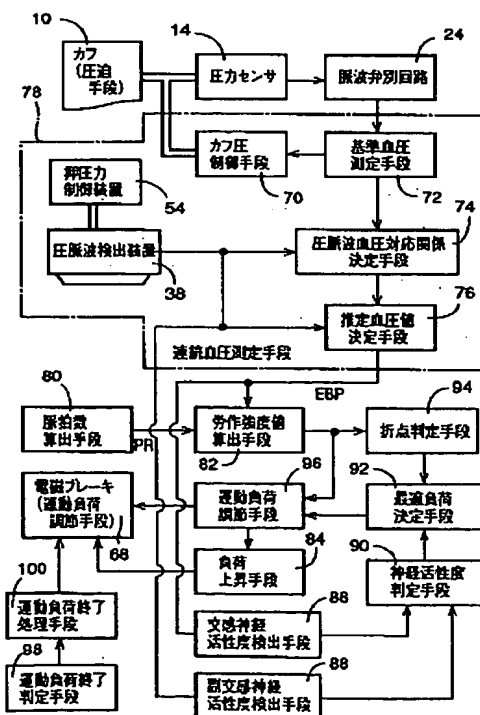 10
カフ
(圧迫
手段)
14
圧力センサ
24
脈波弁別回路
78
カフ圧
制御手段
70
基準血圧
測定手段
72
押圧力
制御装置
54
圧脈波検出装置
38
圧脈波血圧対応関係
決定手段
74
推定血圧値
決定手段
76
連続血圧測定手段
EBP
80
脈拍数
算出手段
PR
労作強度値
算出手段
82
折点判定手段
94
96
92
電磁ブレーキ
(運動負荷
調節手段)
68
運動負荷
調節手段
最適負荷
決定手段
負荷
上昇手段
84
90
神経活性度
判定手段
100
運動負荷終了
処理手段
98
運動負荷終了
判定手段
88
交感神経
活性度検出手段
88
副交感神経
活性度検出手段